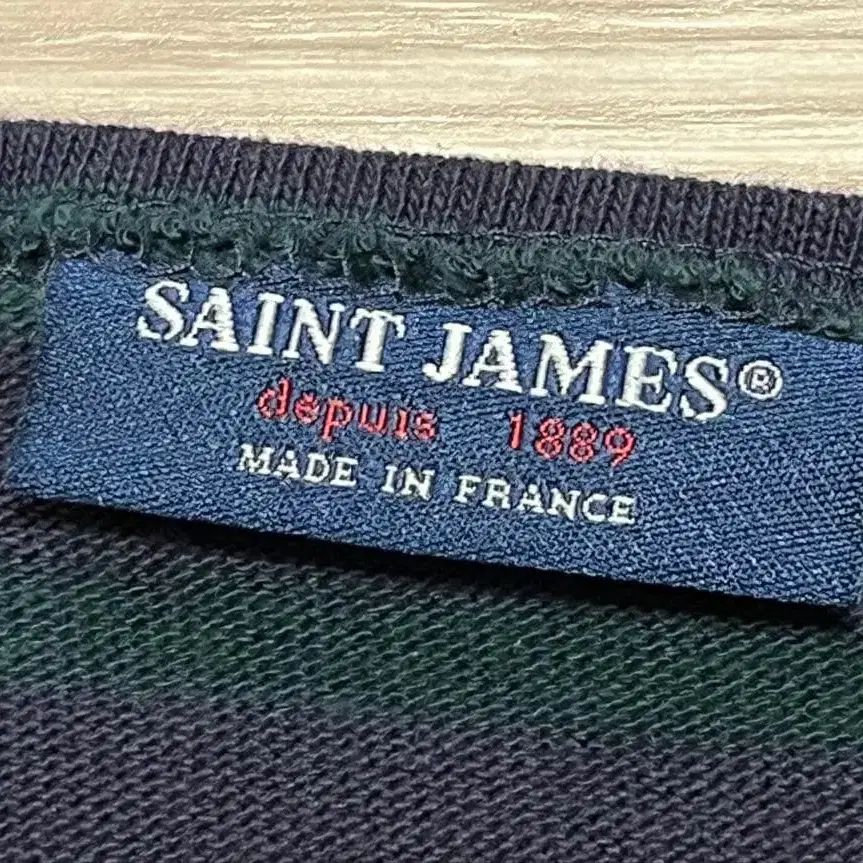 SAINT JAMES®
depuis 1889
MADE IN FRANCE